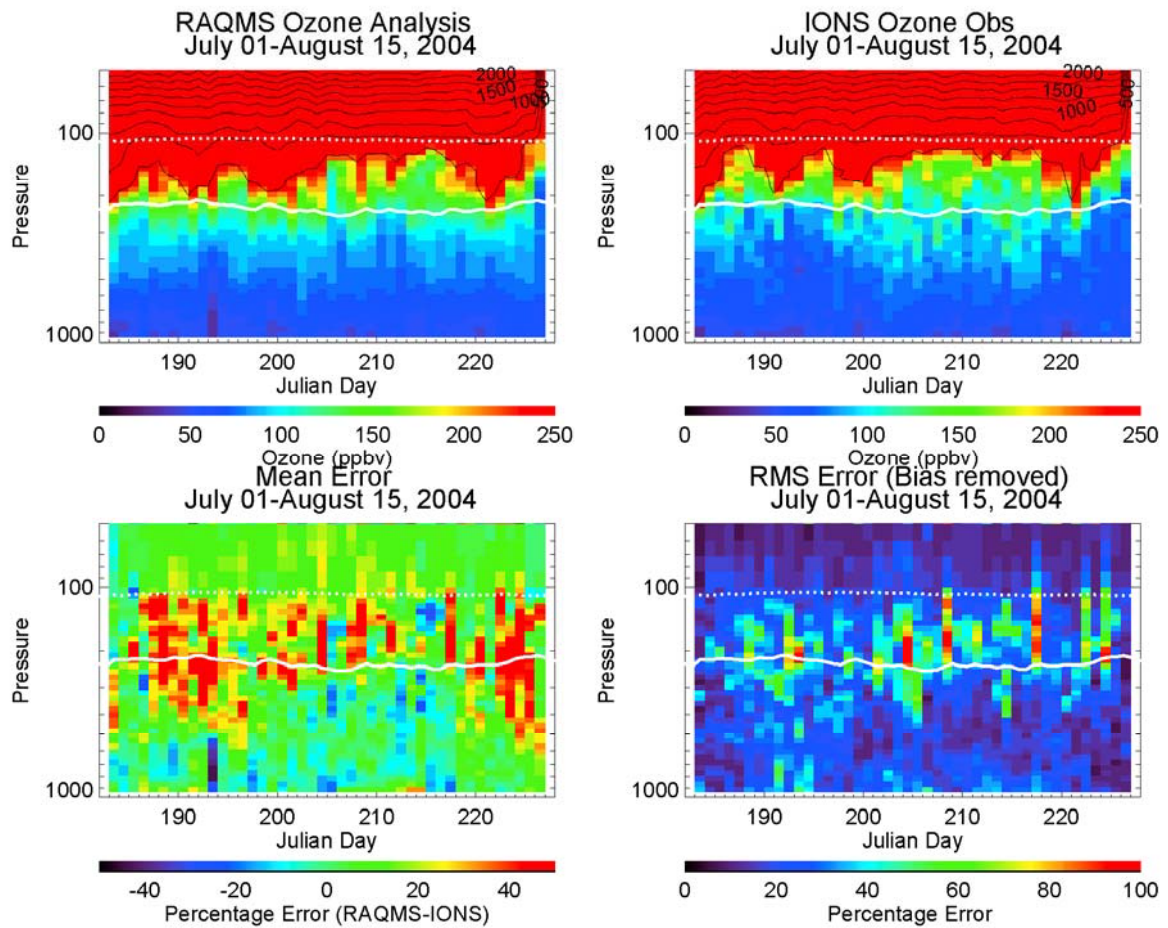 RAQMS Ozone Analysis
July 01-August 15, 2004
2000
1500
1000
500
100
1000
Pressure
190 200 210 220
Julian Day
0 50 100 150 200 250
Ozone (ppbv)
IONS Ozone Obs
July 01-August 15, 2004
2000
1500
1000
500
100
1000
Pressure
190 200 210 220
Julian Day
0 50 100 150 200 250
Ozone (ppbv)
Mean Error
July 01-August 15, 2004
100
1000
Pressure
190 200 210 220
Julian Day
-40 -20 0 20 40
Percentage Error (RAQMS-IONS)
RMS Error (Bias removed)
July 01-August 15, 2004
100
1000
Pressure
190 200 210 220
Julian Day
0 20 40 60 80 100
Percentage Error